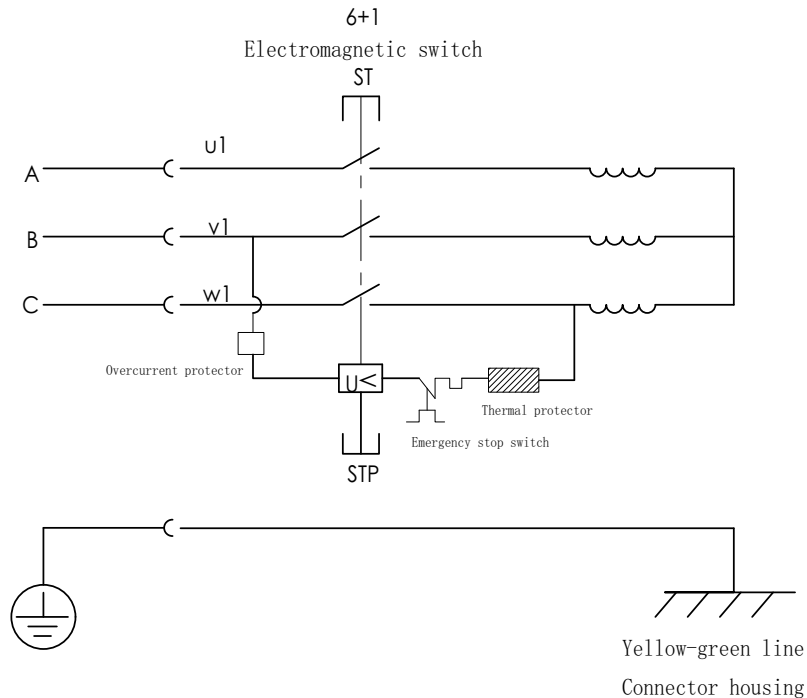 6+1
Electromagnetic switch
ST
u1
A
v1
B
w1
C
Overcurrent protector
U<
Thermal protector
Emergency stop switch
STP
Yellow-green line
Connector housing